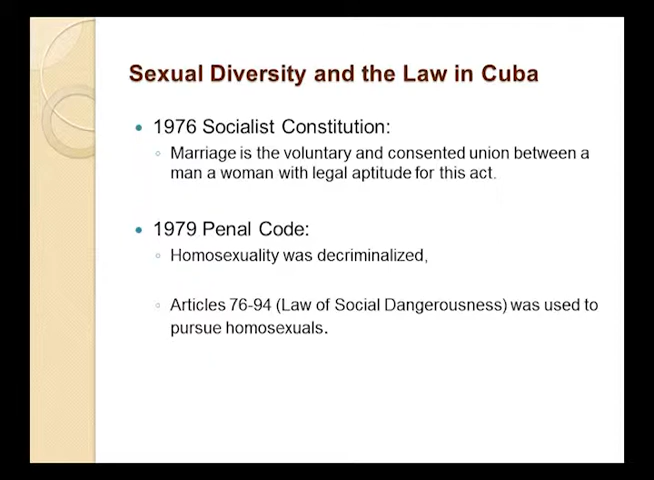 Sexual Diversity and the Law in Cuba
1976 Socialist Constitution:
Marriage is the voluntary and consented union between a
man a woman with legal aptitude for this act.
1979 Penal Code:
Homosexuality was decriminalized,
Articles 76-94 (Law of Social Dangerousness) was used to
pursue homosexuals.